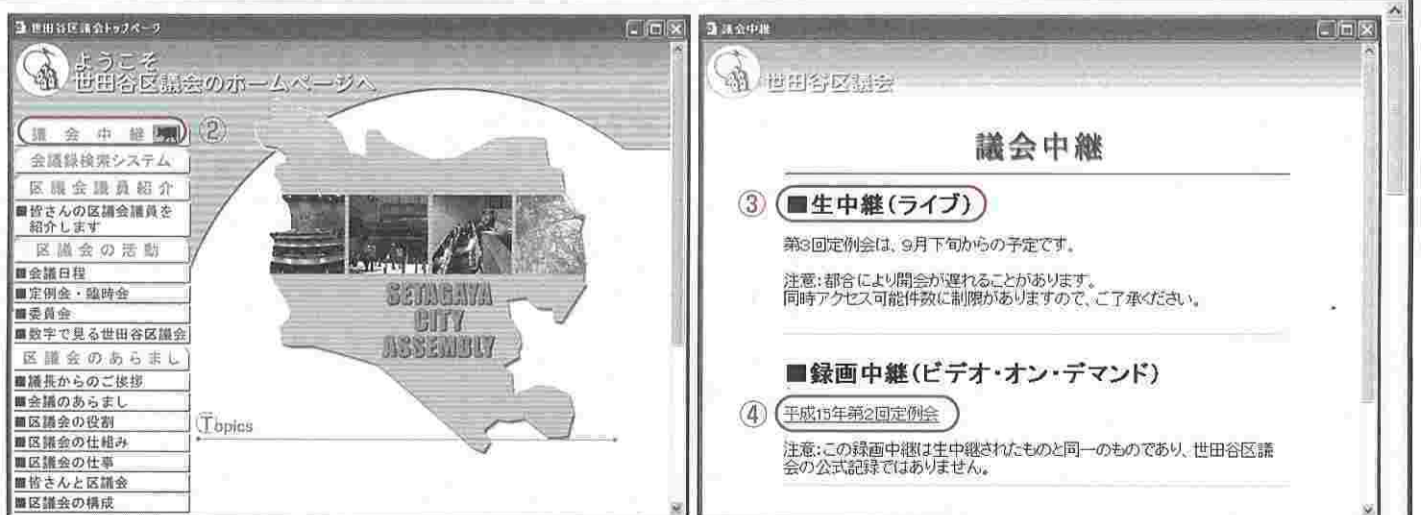 世田谷区議会トップページ
ようこそ
世田谷区議会のホームページへ
議会中継
②
会議録検索システム
区議会議員紹介
■皆さんの区議会議員を
紹介します
区議会の活動
■会議日程
■定例会・臨時会
■委員会
■数字で見る世田谷区議会
区議会のあらまし
■議長からのご挨拶
■会議のあらまし
■区議会の役割
■区議会の仕組み
■区議会の仕事
■皆さんと区議会
■区議会の構成
SETAGAYA
CITY
ASSEMBLY
Topics
議会中継
世田谷区議会
議会中継
③ ■生中継(ライブ)
第3回定例会は、9月下旬からの予定です。
注意:都合により開会が遅れることがあります。
同時アクセス可能件数に制限がありますので、ご了承ください。
■録画中継(ビデオ・オン・デマンド)
④ 平成15年第2回定例会
注意:この録画中継は生中継されたものと同一のものであり、世田谷区議
会の公式記録ではありません。